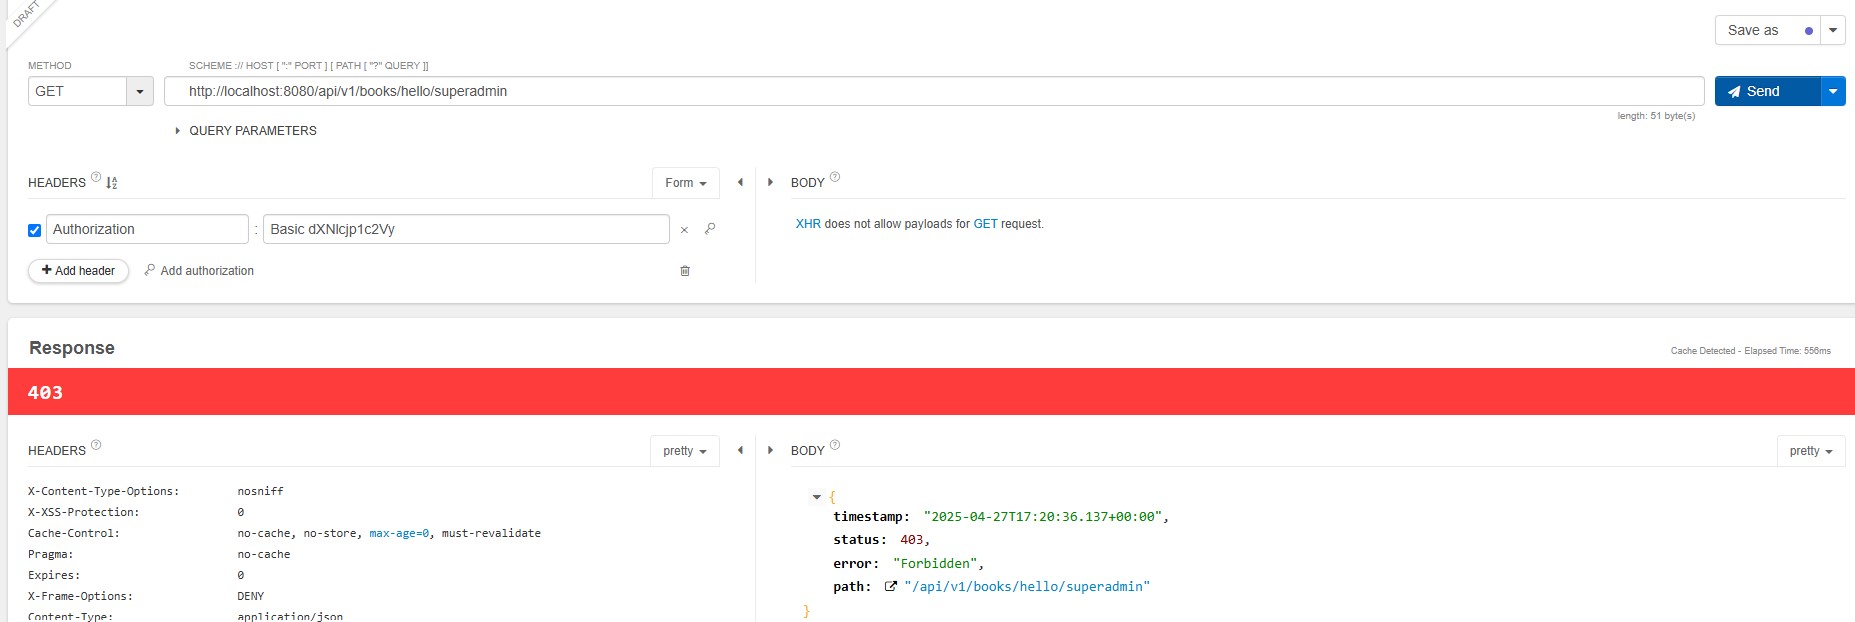 DRAFT
Save as
METHOD
SCHEME :// HOST [ ":" PORT ] [ PATH [ "?" QUERY ]]
GET
http://localhost:8080/api/v1/books/hello/superadmin
Send
length: 51 byte(s)
QUERY PARAMETERS
HEADERS ?
Form
BODY ?
Authorization : Basic dXNlcjp1c2Vy
XHR does not allow payloads for GET request.
+ Add header
Add authorization
Response
Cache Detected - Elapsed Time: 556ms
403
HEADERS ?
pretty
X-Content-Type-Options: nosniff
X-XSS-Protection: 0
Cache-Control: no-cache, no-store, max-age=0, must-revalidate
Pragma: no-cache
Expires: 0
X-Frame-Options: DENY
Content-Type: application/json
BODY ?
pretty
{
timestamp: "2025-04-27T17:20:36.137+00:00",
status: 403,
error: "Forbidden",
path: "/api/v1/books/hello/superadmin"
}